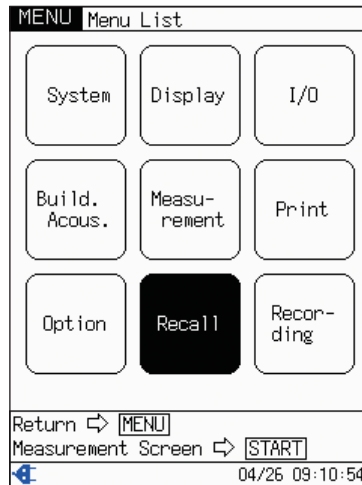 MENU Menu List
System Display I/O
Build. Acous. Measu- rement Print
Option Recall Recor- ding
Return ⇨ MENU
Measurement Screen ⇨ START
04/26 09:10:54